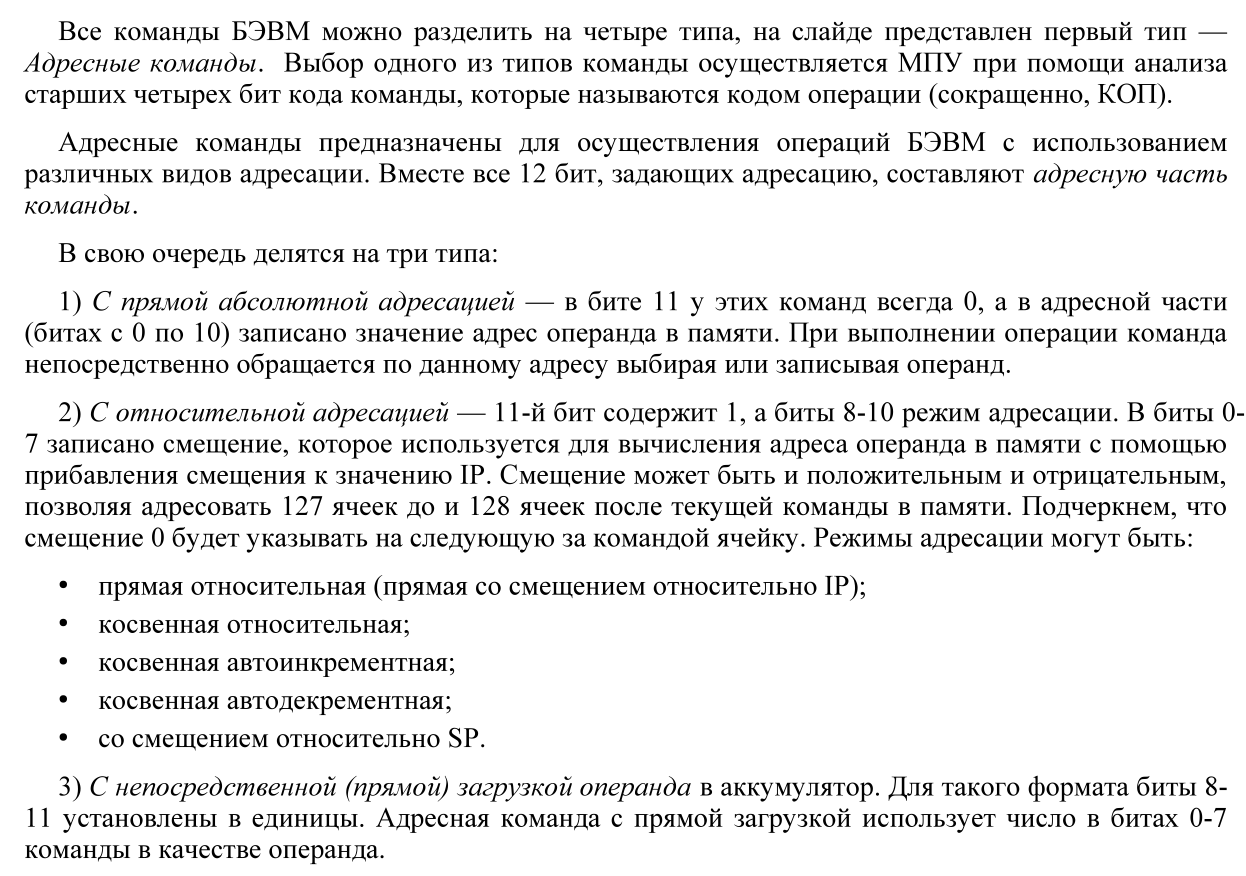 Все команды БЭВМ можно разделить на четыре типа, на слайде представлен первый тип —
Адресные команды.  Выбор одного из типов команды осуществляется МПУ при помощи анализа
старших четырех бит кода команды, которые называются кодом операции (сокращенно, КОП).
Адресные команды предназначены для осуществления операций БЭВМ с использованием
различных видов адресации. Вместе все 12 бит, задающих адресацию, составляют адресную часть
команды.
В свою очередь делятся на три типа:
1) С прямой абсолютной адресацией — в бите 11 у этих команд всегда 0, а в адресной части
(битах с 0 по 10) записано значение адрес операнда в памяти. При выполнении операции команда
непосредственно обращается по данному адресу выбирая или записывая операнд.
2) С относительной адресацией — 11-й бит содержит 1, а биты 8-10 режим адресации. В биты 0-
7 записано смещение, которое используется для вычисления адреса операнда в памяти с помощью
прибавления смещения к значению IP. Смещение может быть и положительным и отрицательным,
позволяя адресовать 127 ячеек до и 128 ячеек после текущей команды в памяти. Подчеркнем, что
смещение 0 будет указывать на следующую за командой ячейку. Режимы адресации могут быть:
• прямая относительная (прямая со смещением относительно IP);
• косвенная относительная;
• косвенная автоинкрементная;
• косвенная автодекрементная;
• со смещением относительно SP.
3) С непосредственной (прямой) загрузкой операнда в аккумулятор. Для такого формата биты 8-
11 установлены в единицы. Адресная команда с прямой загрузкой использует число в битах 0-7
команды в качестве операнда.